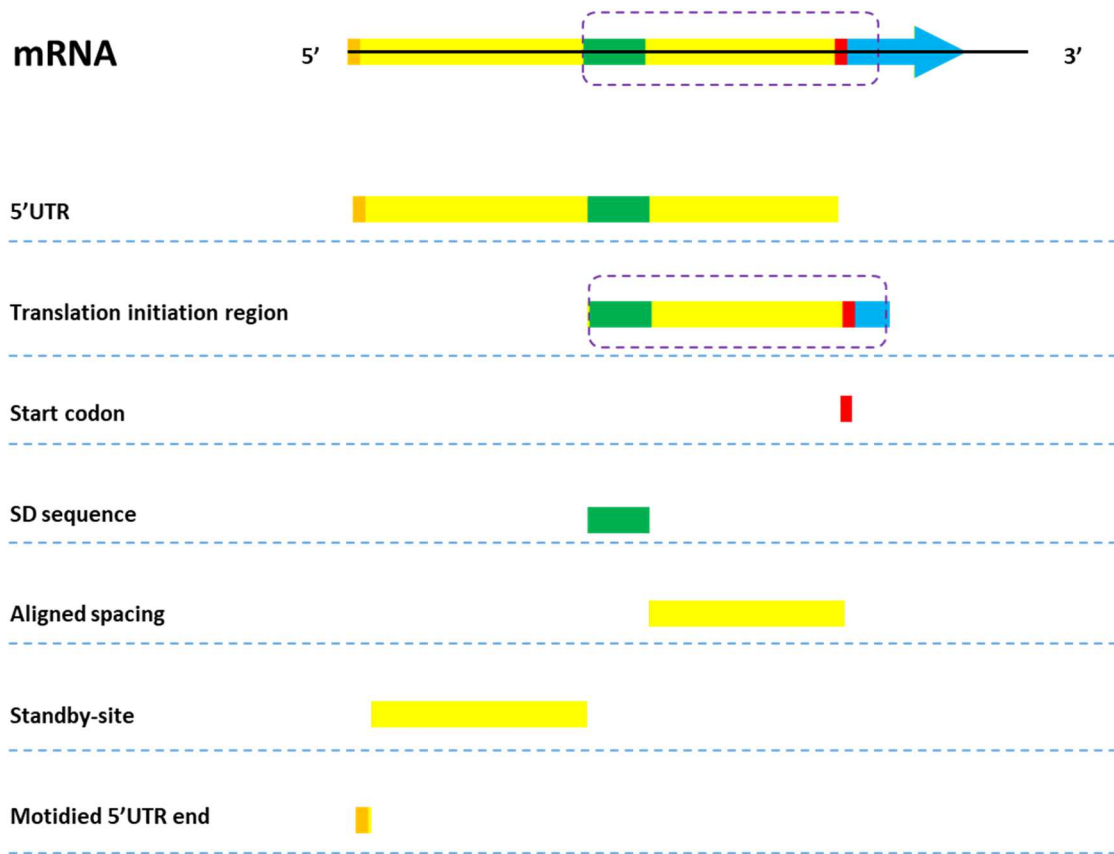 mRNA 5’ 3’
5’UTR
Translation initiation region
Start codon
SD sequence
Aligned spacing
Standby-site
Motidied 5’UTR end